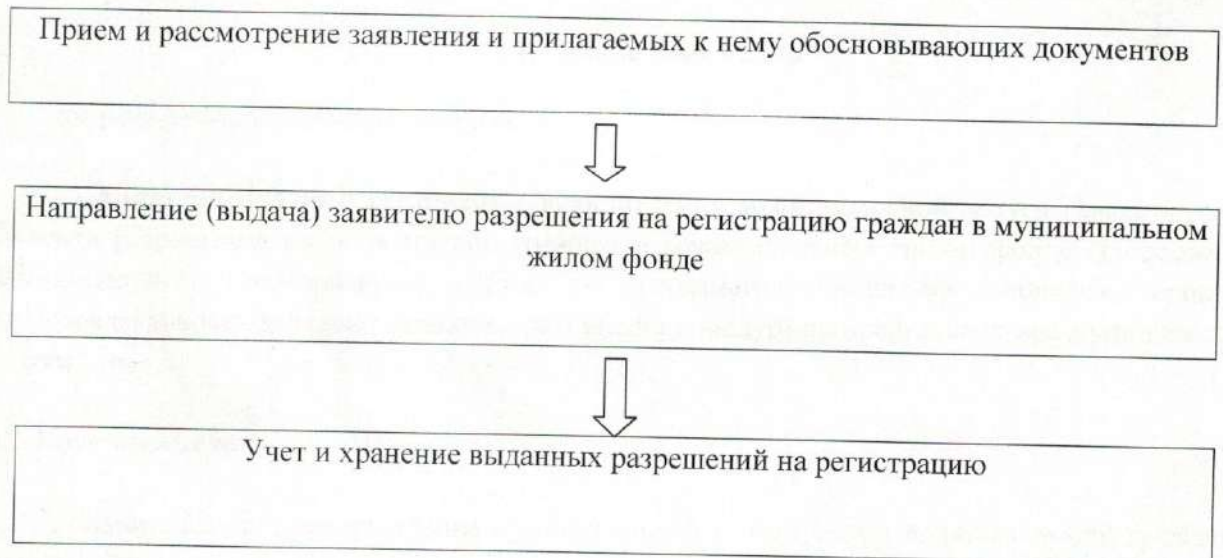 Прием и рассмотрение заявления и прилагаемых к нему обосновывающих документов
Направление (выдача) заявителю разрешения на регистрацию граждан в муниципальном
жилом фонде
Учет и хранение выданных разрешений на регистрацию